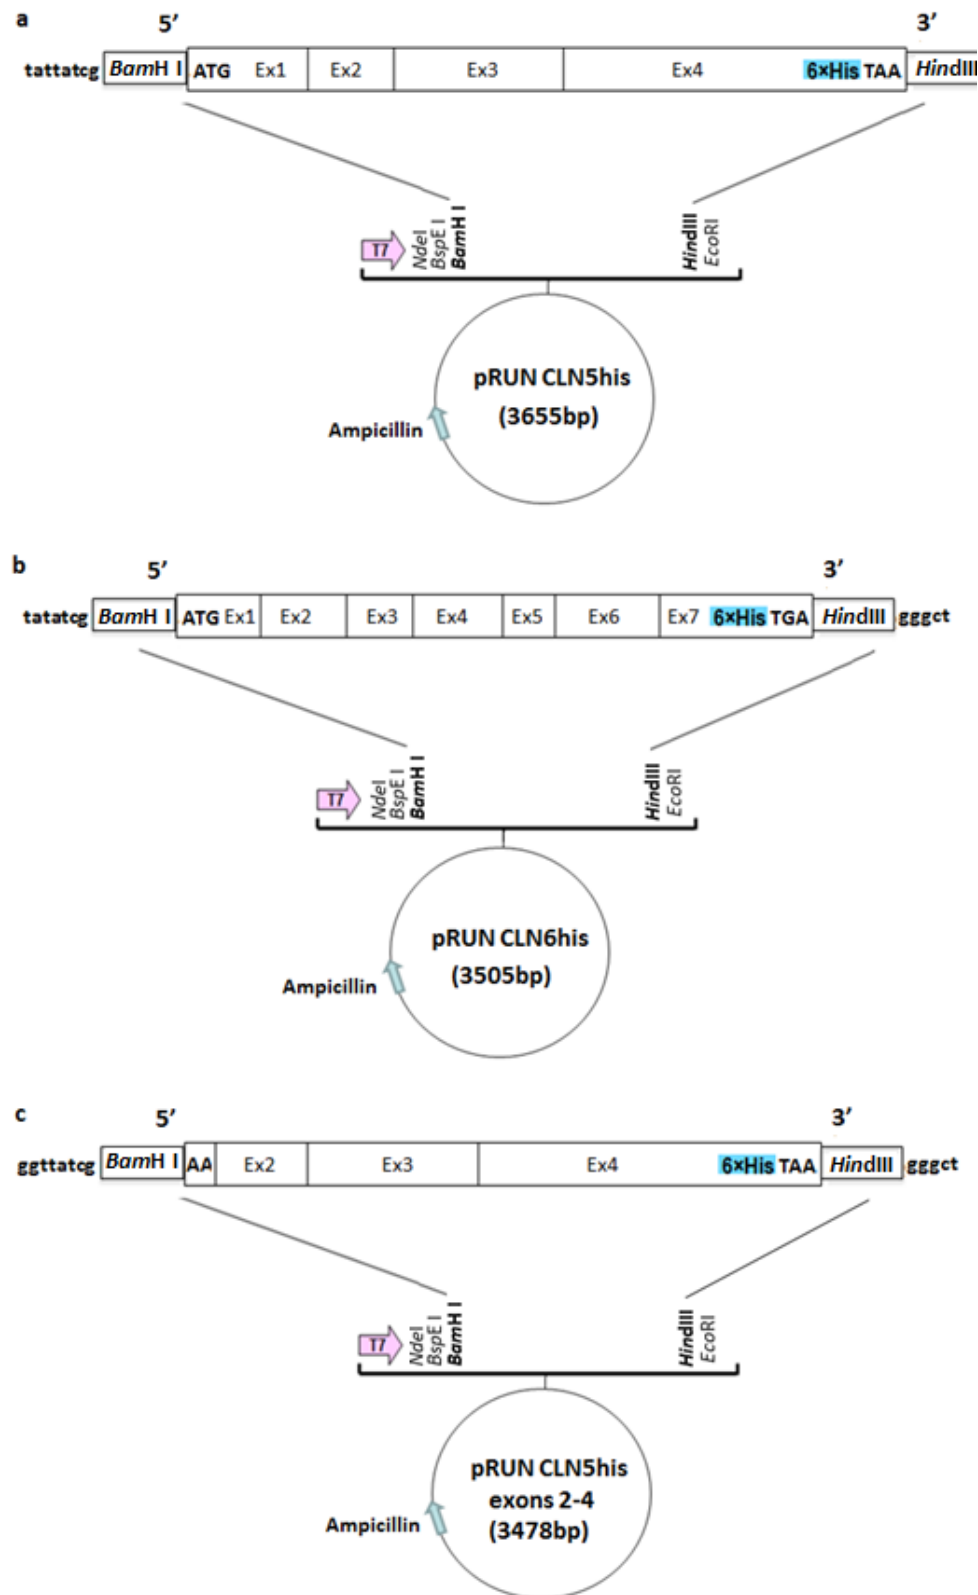 a
5’ 3’
tattatcg BamH I ATG Ex1 Ex2 Ex3 Ex4 6×His TAA HindIII
T7 NdeI BspE I BamH I HindIII EcoRI
pRUN CLN5his
(3655bp)
Ampicillin
b
5’ 3’
tatatcg BamH I ATG Ex1 Ex2 Ex3 Ex4 Ex5 Ex6 Ex7 6×His TGA HindIII gggct
T7 NdeI BspE I BamH I HindIII EcoRI
pRUN CLN6his
(3505bp)
Ampicillin
c
5’ 3’
ggttatcg BamH I AA Ex2 Ex3 Ex4 6×His TAA HindIII gggct
T7 NdeI BspE I BamH I HindIII EcoRI
pRUN CLN5his
exons 2-4
(3478bp)
Ampicillin